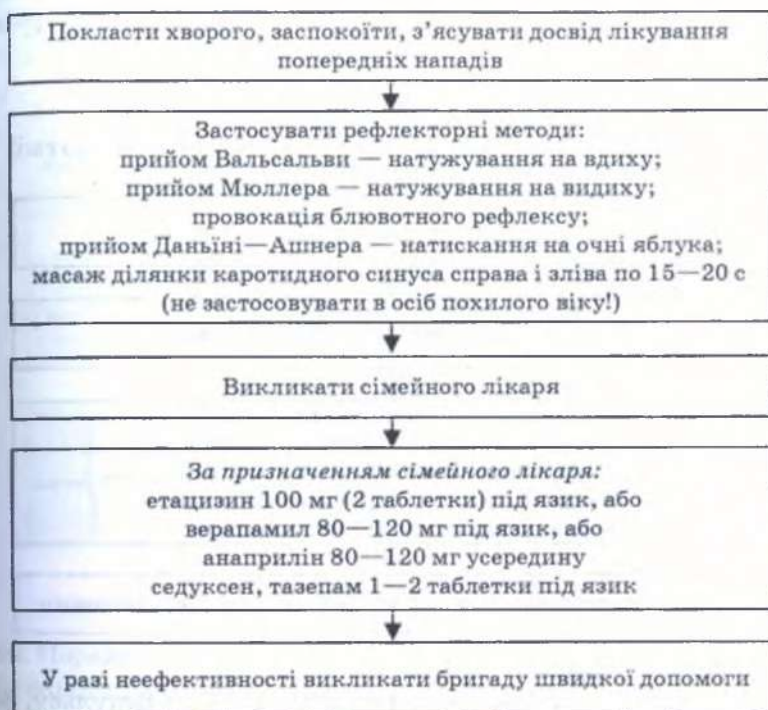 Покласти хворого, заспокоїти, з’ясувати досвід лікування
попередніх нападів
Застосувати рефлекторні методи:
прийом Вальсальви — натужування на вдиху;
прийом Мюллера — натужування на видиху;
провокація блювотного рефлексу;
прийом Даньїні—Ашнера — натискання на очні яблука;
масаж ділянки каротидного синуса справа і зліва по 15—20 с
(не застосовувати в осіб похилого віку!)
Викликати сімейного лікаря
За призначенням сімейного лікаря:
етацизин 100 мг (2 таблетки) під язик, або
верапамил 80—120 мг під язик, або
анаприлін 80—120 мг усередину
седуксен, тазепам 1—2 таблетки під язик
У разі неефективності викликати бригаду швидкої допомоги